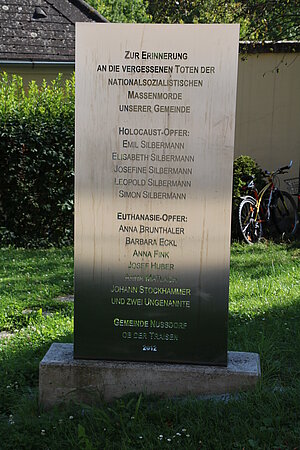 Zur Erinnerung
an die vergessenen Toten der
nationalsozialistischen
Massenmorde
unserer Gemeinde
Holocaust-Opfer:
Emil Silbermann
Elisabeth Silbermann
Josefine Silbermann
Leopold Silbermann
Simon Silbermann
Euthanasie-Opfer:
Anna Brunthaler
Barbara Eckl
Anna Fink
Josef Huber
Johann Stockhammer
und zwei Ungenannte
Gemeinde Nussdorf
ob der Traisen
2012